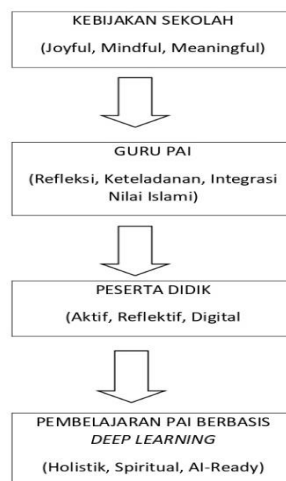 KEBIJAKAN SEKOLAH
(Joyful, Mindful, Meaningful)
GURU PAI
(Refleksi, Keteladanan, Integrasi
Nilai Islami)
PESERTA DIDIK
(Aktif, Reflektif, Digital
PEMBELAJARAN PAI BERBASIS
DEEP LEARNING
(Holistik, Spiritual, AI-Ready)